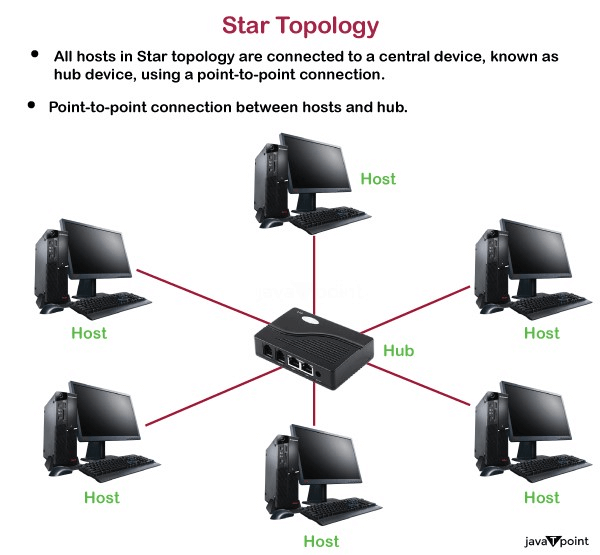 Star Topology
• All hosts in Star topology are connected to a central device, known as
hub device, using a point-to-point connection.
• Point-to-point connection between hosts and hub.
Host
Host
Host
Hub
Host
Host
Host
javaTpoint
javaTpoint